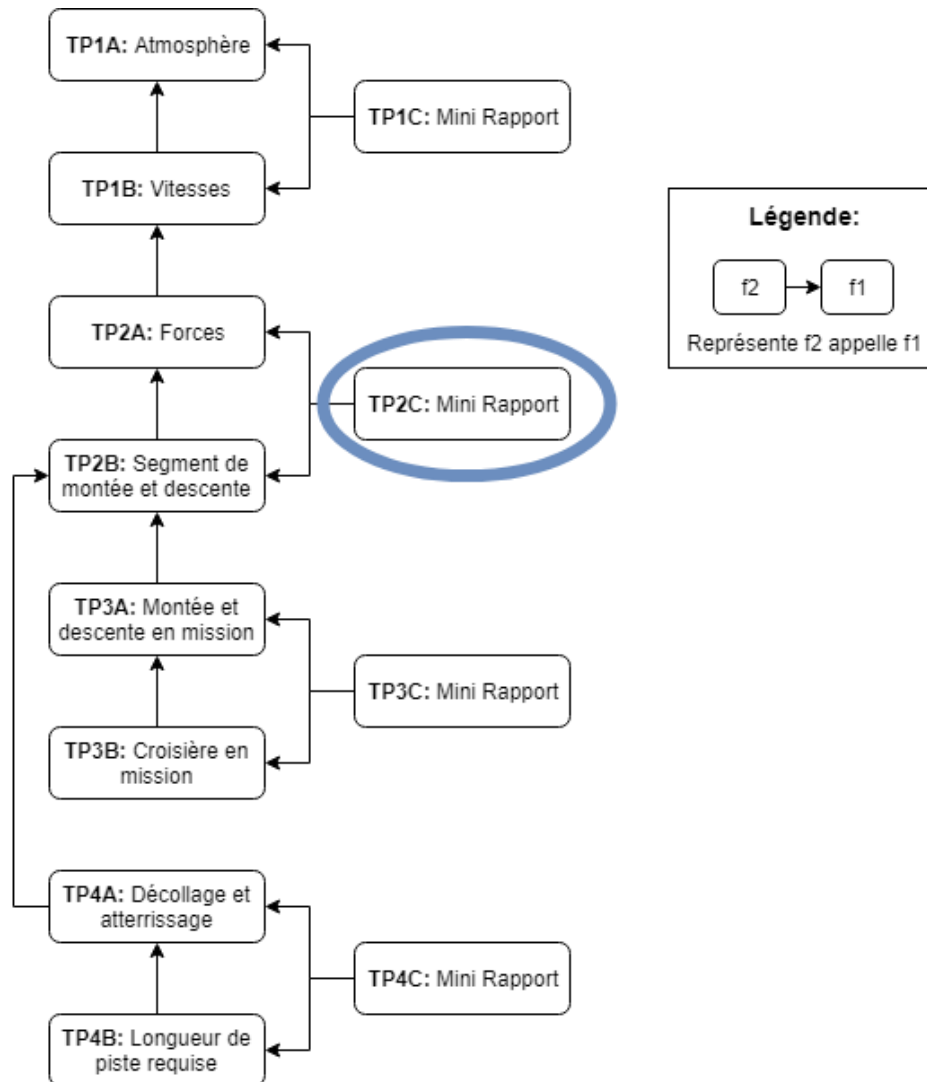 TP1A: Atmosphère
TP1C: Mini Rapport
TP1B: Vitesses
Légende:
f2
f1
Représente f2 appelle f1
TP2A: Forces
TP2C: Mini Rapport
TP2B: Segment de
montée et descente
TP3A: Montée et
descente en mission
TP3C: Mini Rapport
TP3B: Croisière en
mission
TP4A: Décollage et
atterrissage
TP4C: Mini Rapport
TP4B: Longueur de
piste requise